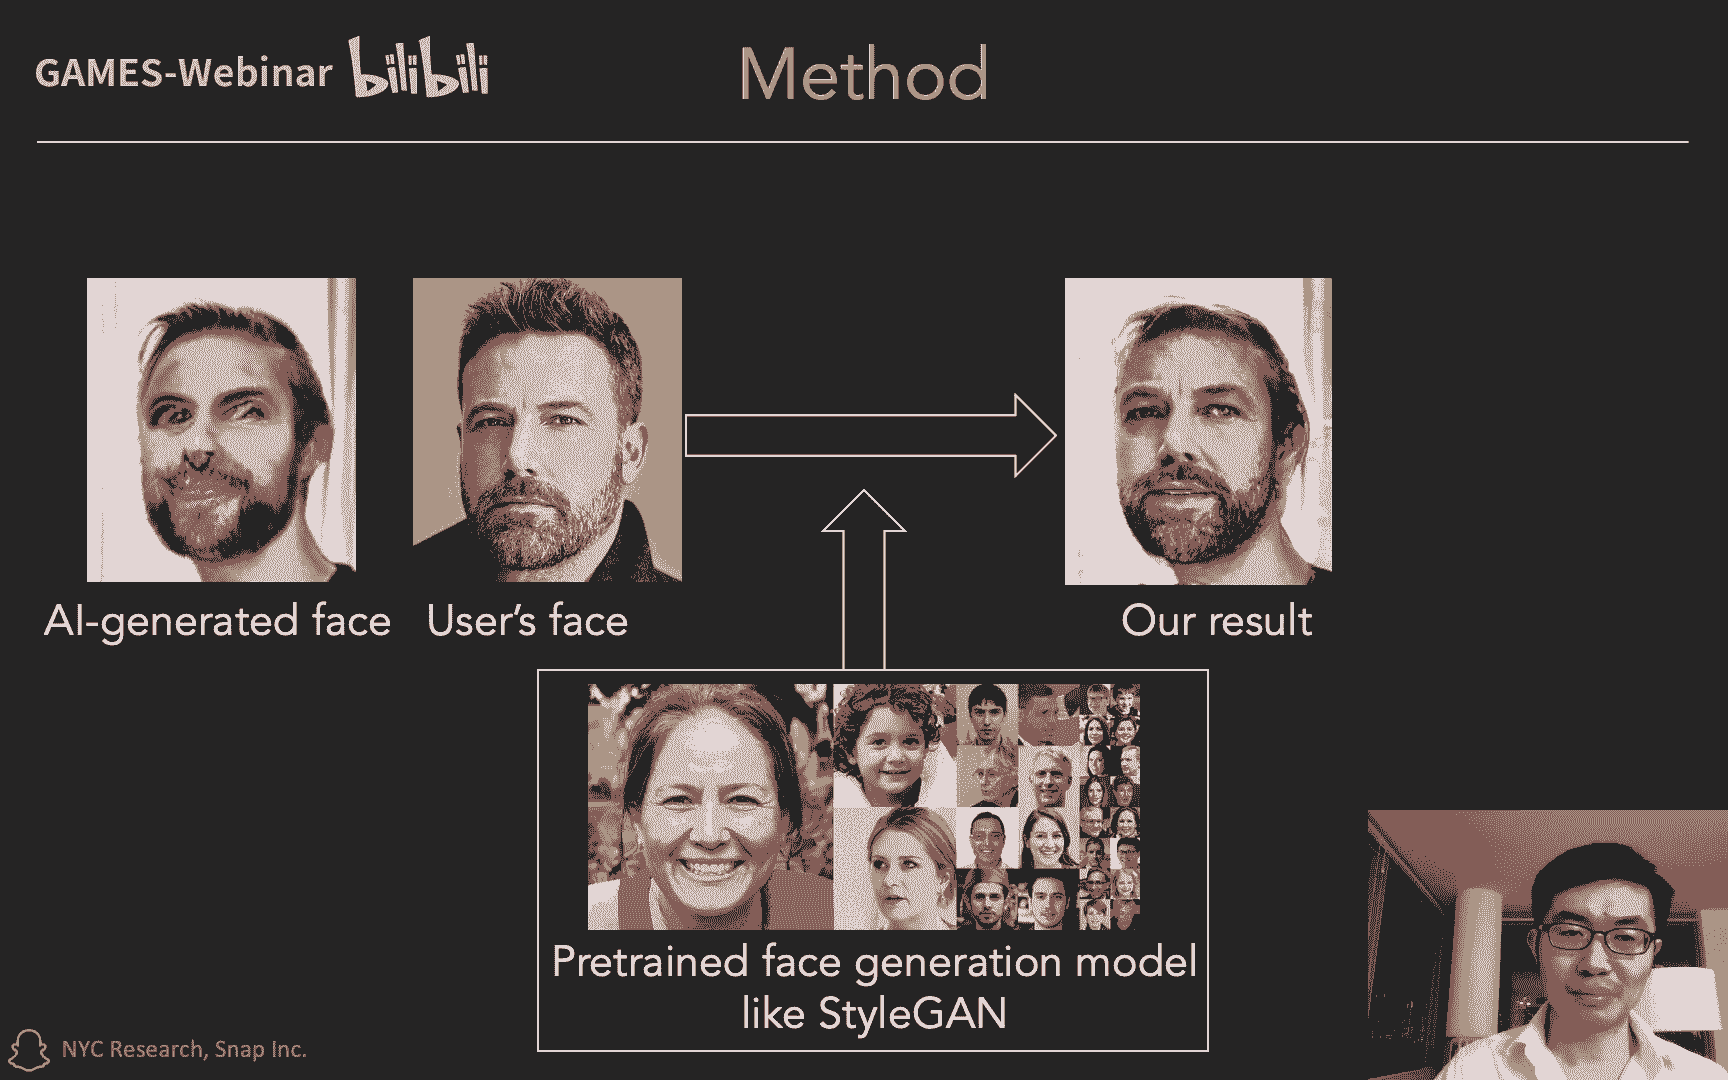 GAMES-Webinar bilibili
Method
AI-generated face
User's face
Our result
Pretrained face generation model
like StyleGAN
NYC Research, Snap Inc.